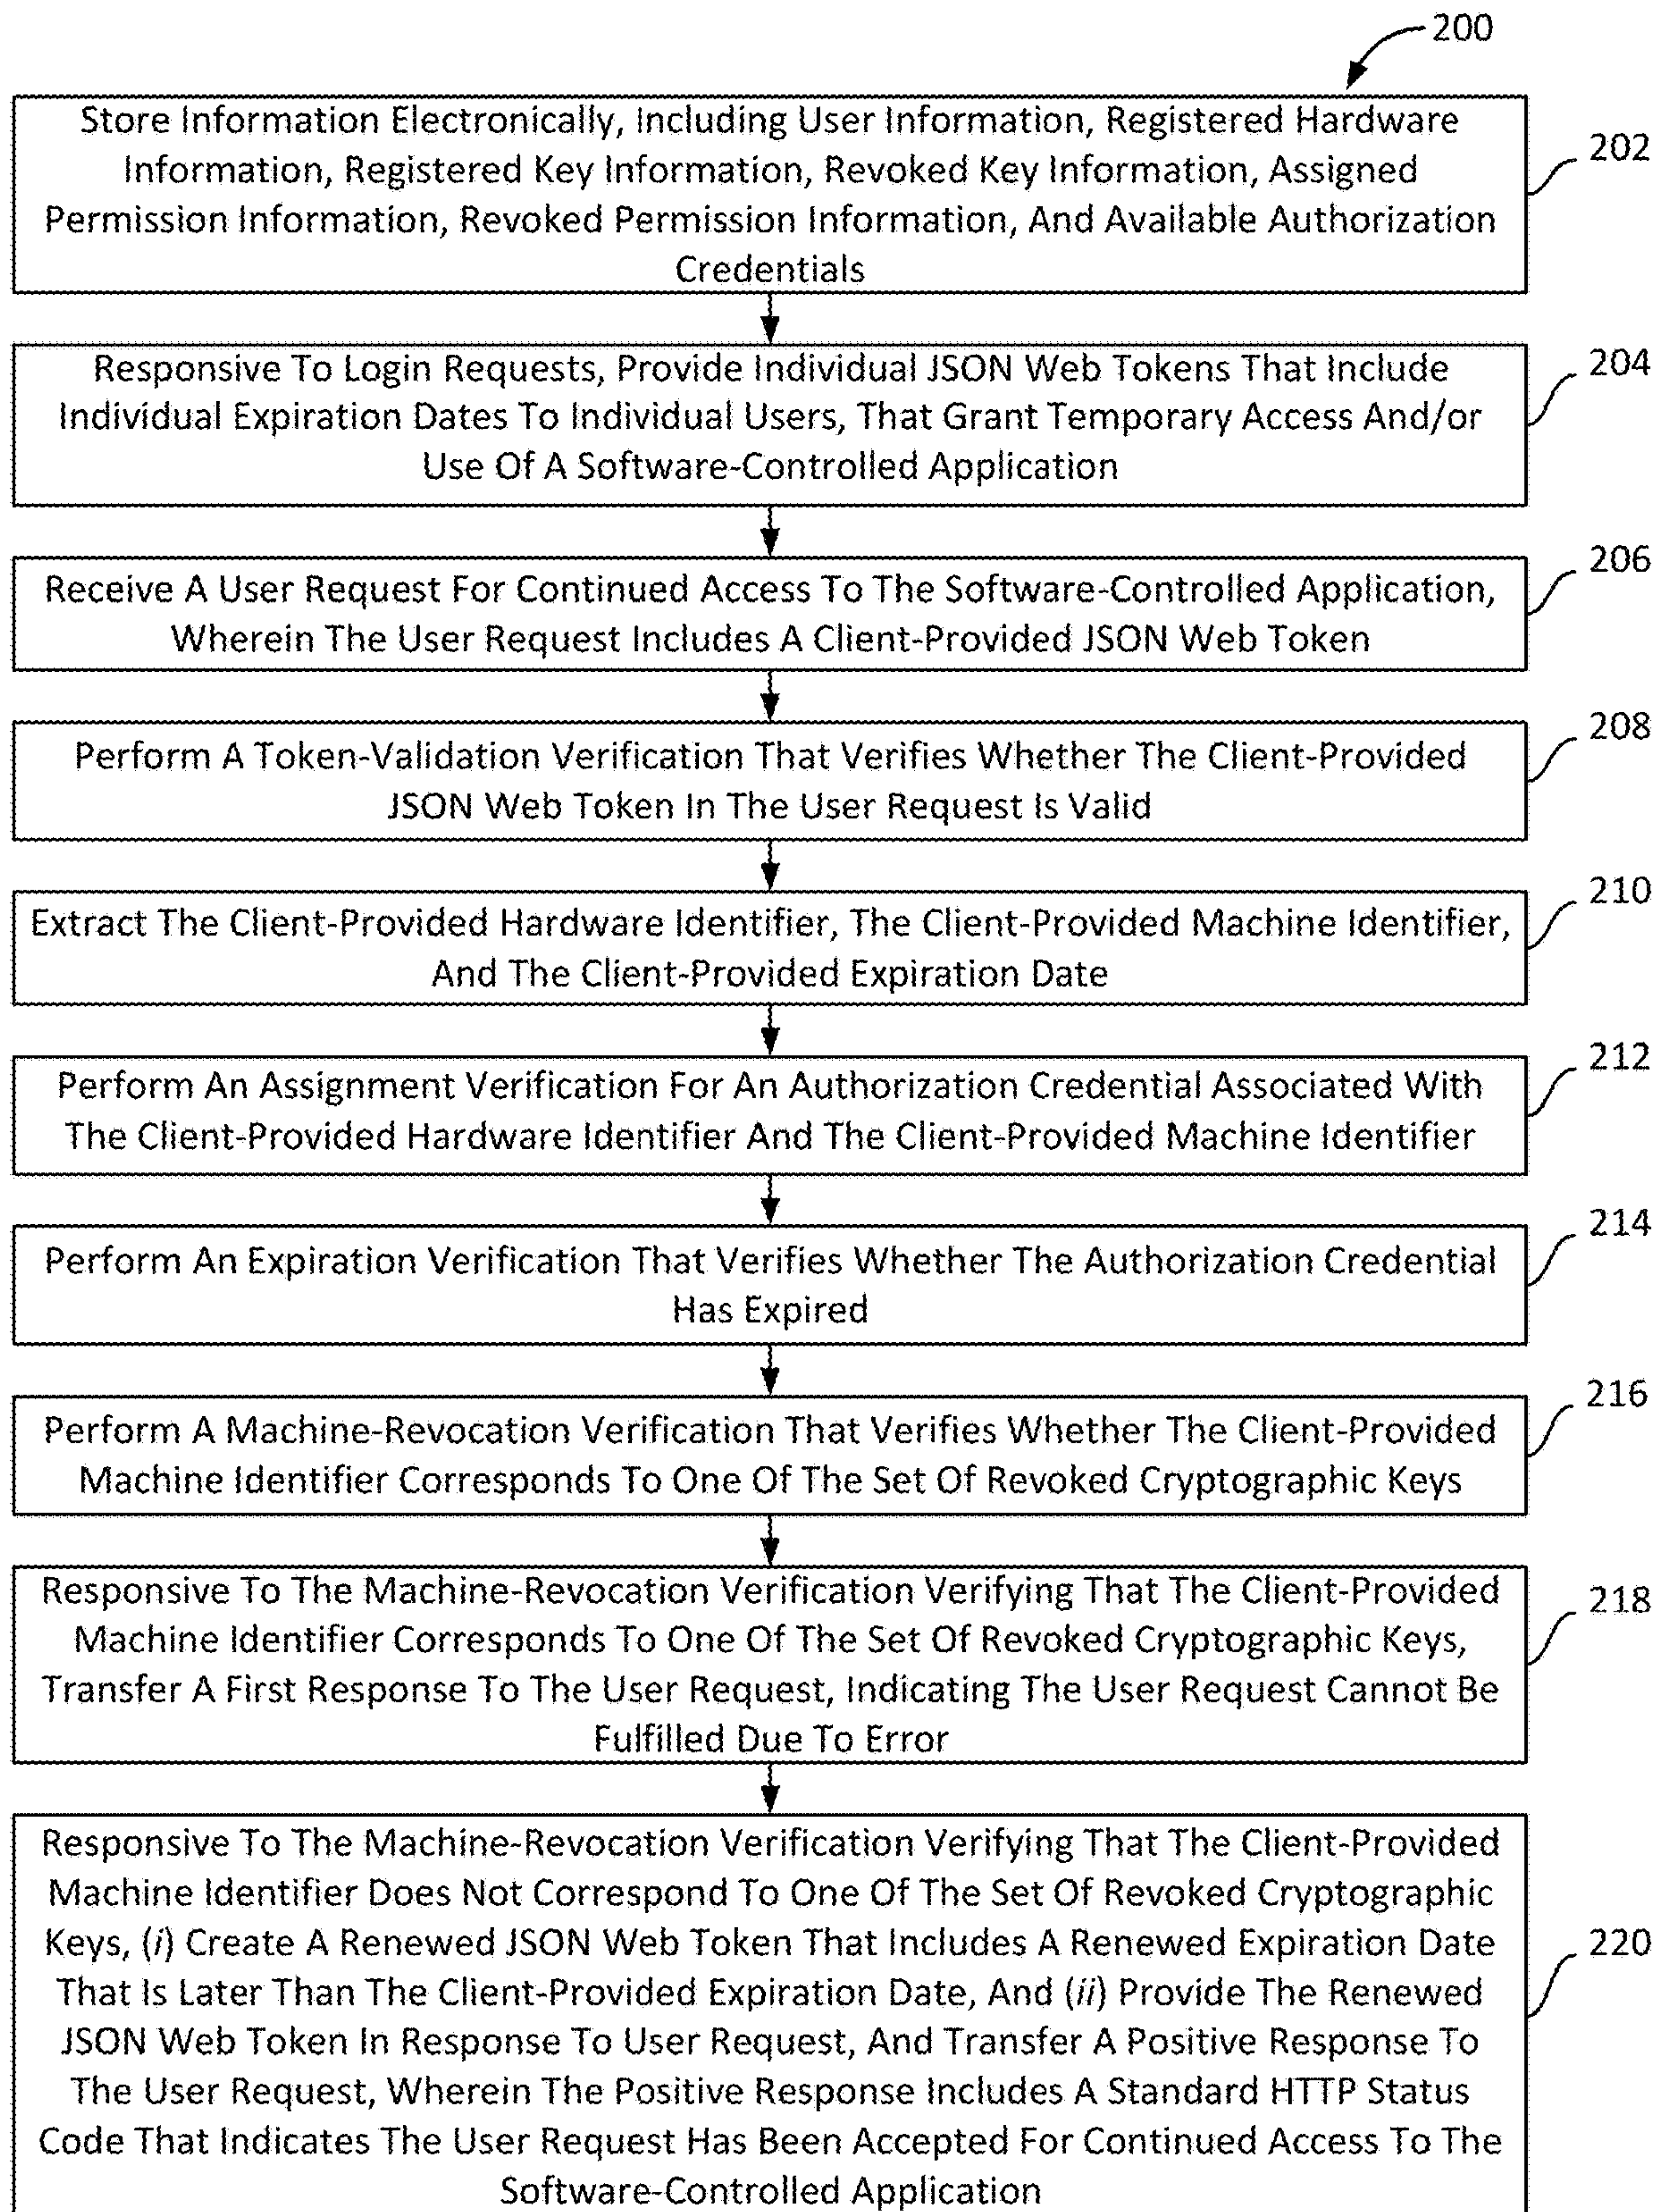 200
Store Information Electronically, Including User Information, Registered Hardware
Information, Registered Key Information, Revoked Key Information, Assigned
Permission Information, Revoked Permission Information, And Available Authorization
Credentials
202
Responsive To Login Requests, Provide Individual JSON Web Tokens That Include
Individual Expiration Dates To Individual Users, That Grant Temporary Access And/or
Use Of A Software-Controlled Application
204
Receive A User Request For Continued Access To The Software-Controlled Application,
Wherein The User Request Includes A Client-Provided JSON Web Token
206
Perform A Token-Validation Verification That Verifies Whether The Client-Provided
JSON Web Token In The User Request Is Valid
208
Extract The Client-Provided Hardware Identifier, The Client-Provided Machine Identifier,
And The Client-Provided Expiration Date
210
Perform An Assignment Verification For An Authorization Credential Associated With
The Client-Provided Hardware Identifier And The Client-Provided Machine Identifier
212
Perform An Expiration Verification That Verifies Whether The Authorization Credential
Has Expired
214
Perform A Machine-Revocation Verification That Verifies Whether The Client-Provided
Machine Identifier Corresponds To One Of The Set Of Revoked Cryptographic Keys
216
Responsive To The Machine-Revocation Verification Verifying That The Client-Provided
Machine Identifier Corresponds To One Of The Set Of Revoked Cryptographic Keys,
Transfer A First Response To The User Request, Indicating The User Request Cannot Be
Fulfilled Due To Error
218
Responsive To The Machine-Revocation Verification Verifying That The Client-Provided
Machine Identifier Does Not Correspond To One Of The Set Of Revoked Cryptographic
Keys, (i) Create A Renewed JSON Web Token That Includes A Renewed Expiration Date
That Is Later Than The Client-Provided Expiration Date, And (ii) Provide The Renewed
JSON Web Token In Response To User Request, And Transfer A Positive Response To
The User Request, Wherein The Positive Response Includes A Standard HTTP Status
Code That Indicates The User Request Has Been Accepted For Continued Access To The
Software-Controlled Application
220